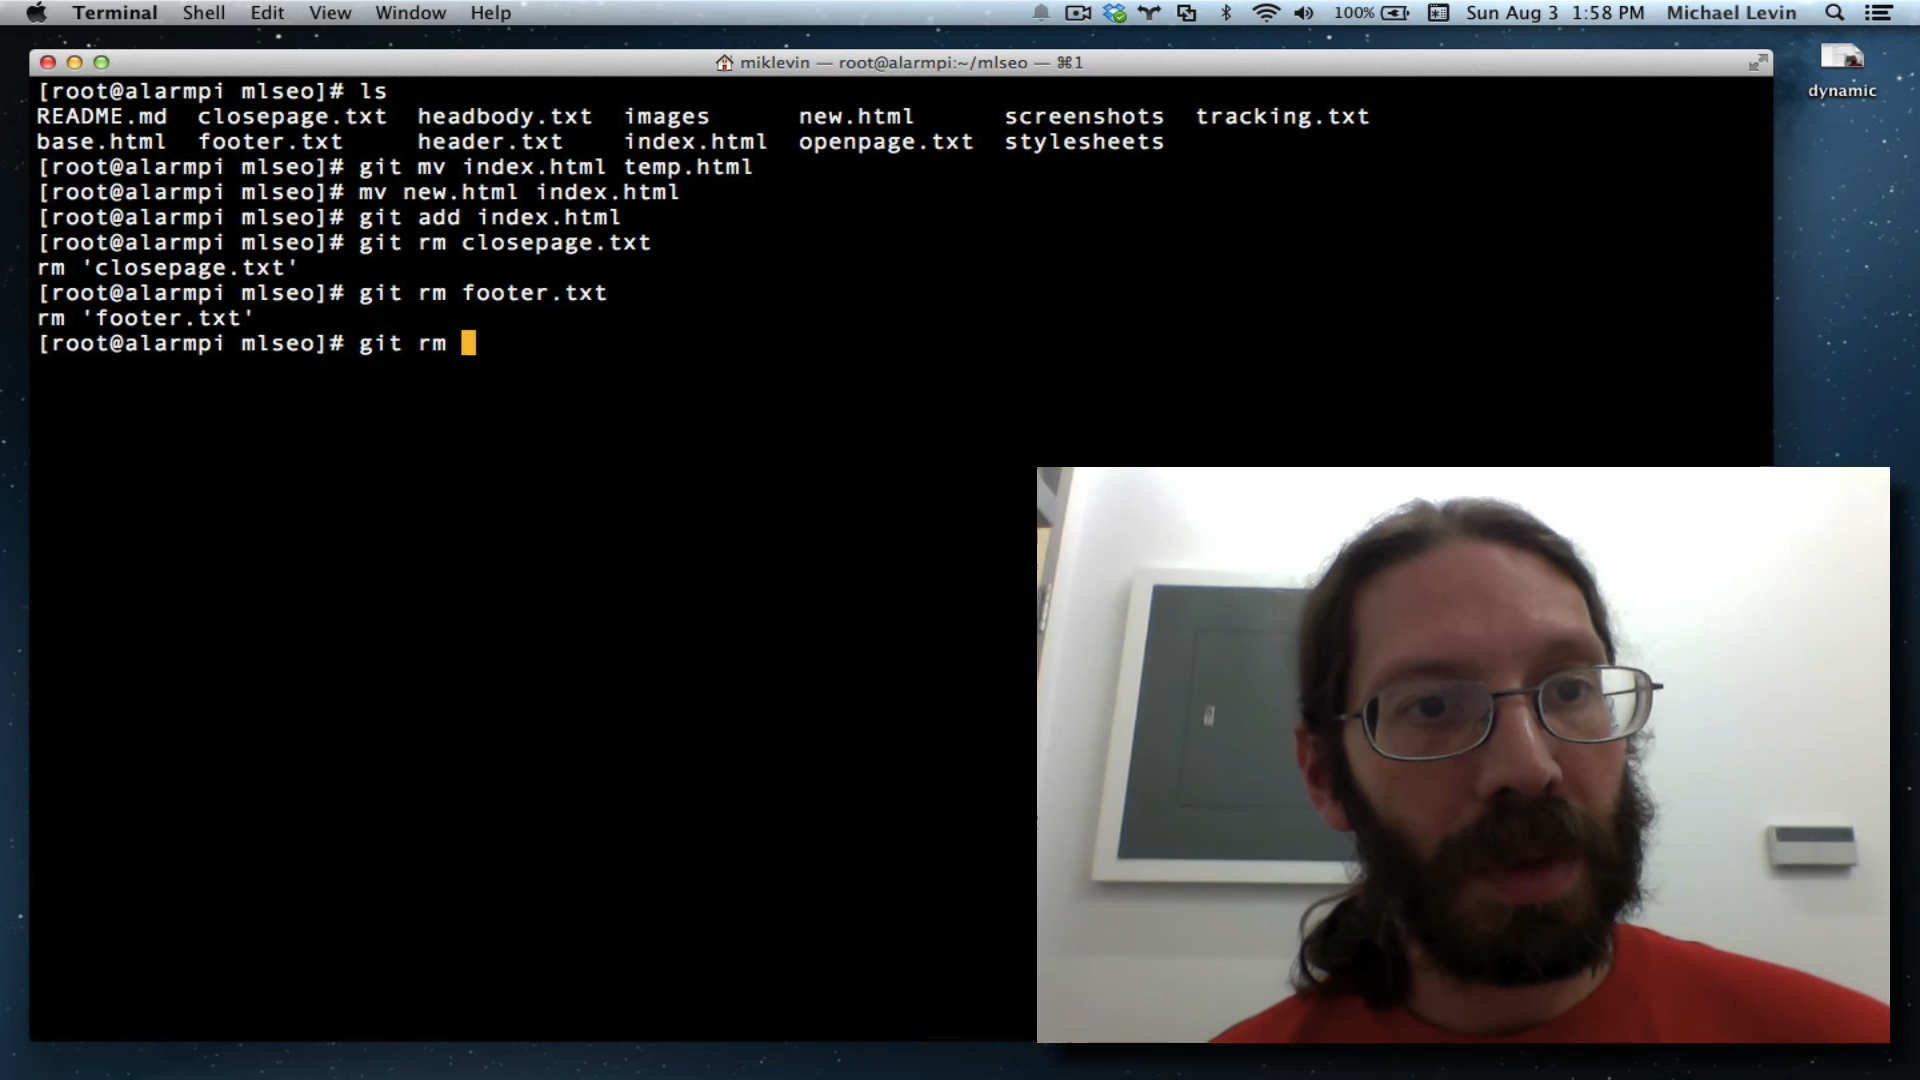 Terminal Shell Edit View Window Help 100% Sun Aug 3 1:58 PM Michael Levin
miklevin — root@alarmpi:~/mlseo — ⌘1
dynamic
[root@alarmpi mlseo]# ls
README.md closepage.txt headbody.txt images new.html screenshots tracking.txt
base.html footer.txt header.txt index.html openpage.txt stylesheets
[root@alarmpi mlseo]# git mv index.html temp.html
[root@alarmpi mlseo]# mv new.html index.html
[root@alarmpi mlseo]# git add index.html
[root@alarmpi mlseo]# git rm closepage.txt
rm 'closepage.txt'
[root@alarmpi mlseo]# git rm footer.txt
rm 'footer.txt'
[root@alarmpi mlseo]# git rm